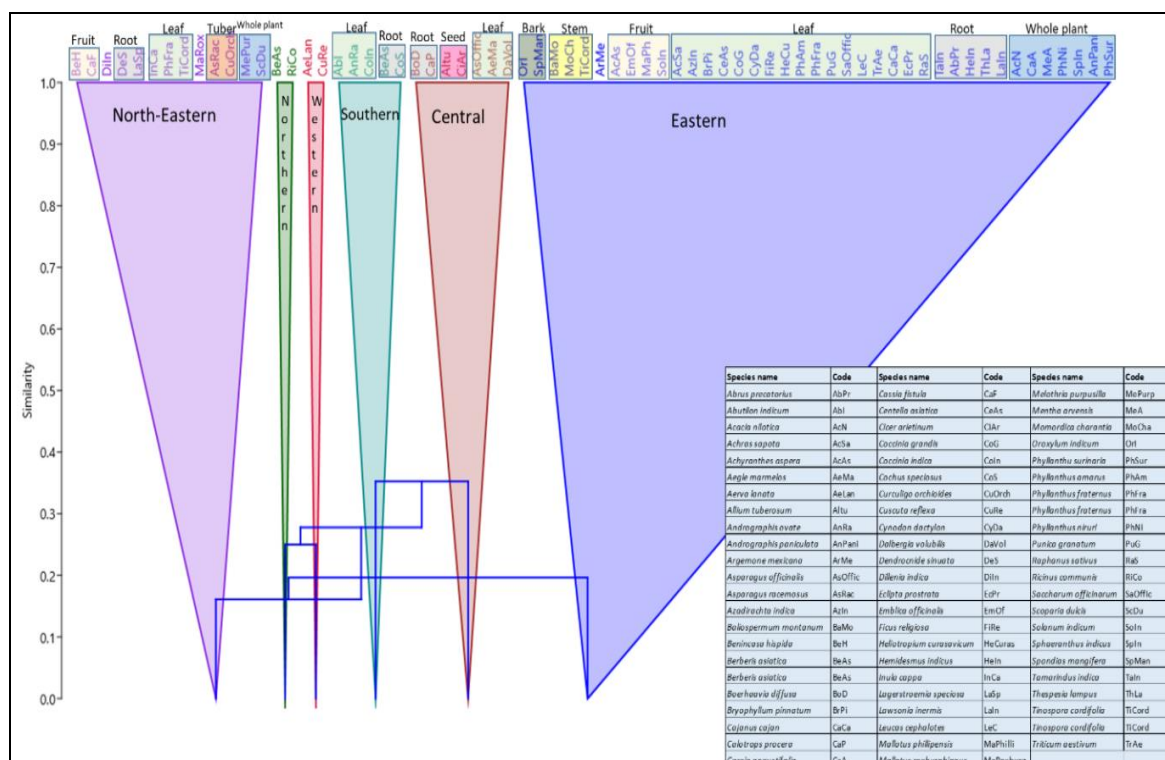 Fruit Root Leaf Tuber Whole plant Leaf Root Root Seed Leaf Bark Stem Fruit Leaf Root Whole plant
BeH CaF DiIn DeS LaSp InCa PhFra TiCord MaRox AsRac CuOrch MePur ScDu BeAs RiCo AeLan CuRe AbI AnRa CoIn BeAs CoS BoD CaP Altu CiAr AsOffic AeMa DaVol OrI SpMan BaMo MoCh TiCord ArMe AcAs EmOf MaPh SoIn AcSa AzIn BrPi CeAs CoG CyDa FiRe HeCu PhAm PhFra PuG SaOffic LeC TrAe CaCa EcPr RaS TaIn AbPr HeIn ThLa LaIn AcN CaA MeA PhNi SpIn AnPan PhSur
North-Eastern Northern Western Southern Central Eastern
1.0
0.9
0.8
0.7
0.6
0.5
0.4
0.3
0.2
0.1
0.0
Similarity
Species name Code Species name Code Species name Code
Abrus precatorius AbPr Cassia fistula CaF Melothria purpusilla MePurp
Abutilon indicum AbI Centella asiatica CeAs Mentha arvensis MeA
Acacia nilotica AcN Cicer arietinum CiAr Momordica charantia MoCha
Achras sapota AcSa Coccinia grandis CoG Oroxylum indicum OrI
Achyranthes aspera AcAs Coccinia indica CoIn Phyllanthu surinaria PhSur
Aegle marmelos AeMa Cochus speciosus CoS Phyllanthus amarus PhAm
Aerva lanata AeLan Curculigo orchioides CuOrch Phyllanthus fraternus PhFra
Allium tuberosum Altu Cuscuta reflexa CuRe Phyllanthus fraternus PhFra
Andrographis ovate AnRa Cynodon dactylon CyDa Phyllanthus niruri PhNi
Andrographis paniculata AnPani Dalbergia volubilis DaVol Punica granatum PuG
Argemone mexicano ArMe Dendrocnide sinuata DeS Raphanus sativus RaS
Asparagus officinalis AsOffic Dillenia indica DiIn Ricinus communis RiCo
Asparagus racemosus AsRac Eclipta prostrata EcPr Saccharum officinarum SaOffic
Azadirachta indica AzIn Emblica officinalis EmOf Scoparia dulcis ScDu
Baliospermum montanum BaMo Ficus religiosa FiRe Solanum indicum SoIn
Benincasa hispida BeH Heliotropium curasavicum HeCuras Sphaeranthus indicus SpIn
Berberis asiatica BeAs Hemidesmus indicus HeIn Spondias mangifera SpMan
Berberis asiatica BeAs Inula cappa InCa Tamarindus indica TaIn
Boerheavia diffusa BoD Lagerstroemia speciosa LaSp Thespesia lampus ThLa
Bryophyllum pinnatum BrPi Lawsonia inermis LaIn Tinospora cordifolia TiCord
Cajanus cajan CaCa Leucas cephalotes LeC Tinospora cordifolia TiCord
Calotrops procera CaP Mallotus philipensis MaPhilli Triticum aestivum TrAe